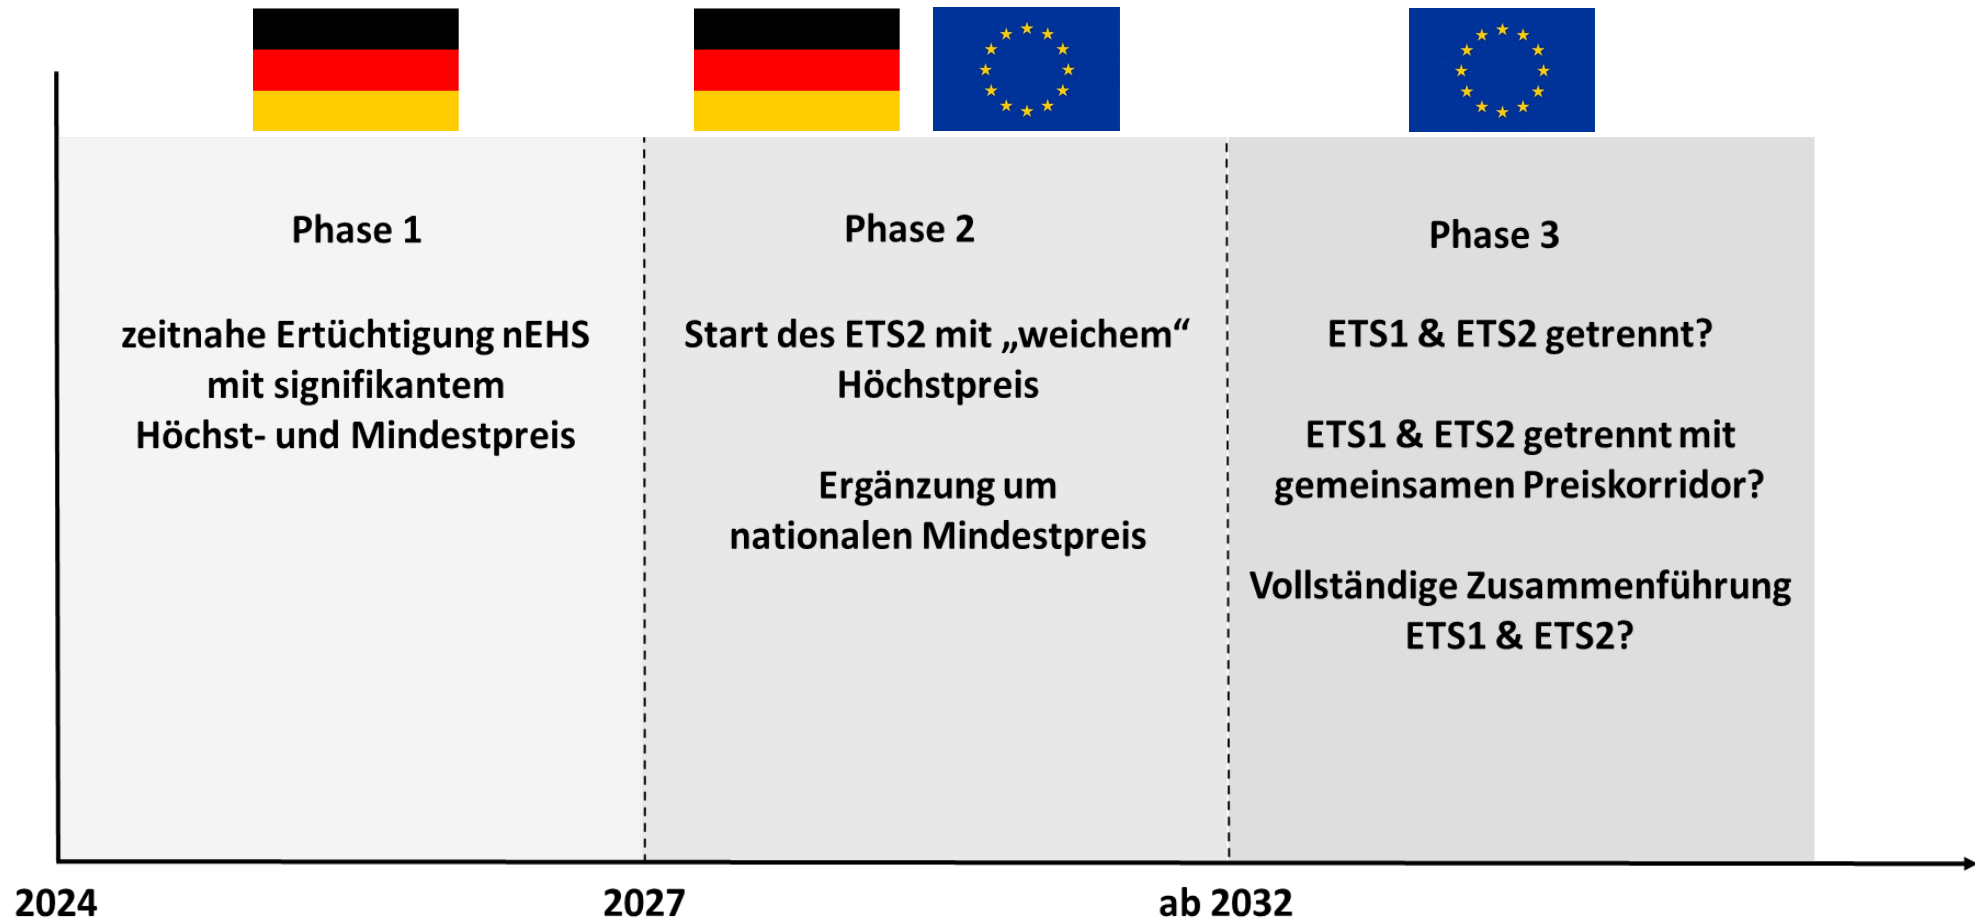 Phase 1
zeitnahe Ertüchtigung nEHS
mit signifikantem
Höchst- und Mindestpreis
Phase 2
Start des ETS2 mit „weichem“
Höchstpreis
Ergänzung um
nationalen Mindestpreis
Phase 3
ETS1 & ETS2 getrennt?
ETS1 & ETS2 getrennt mit
gemeinsamen Preiskorridor?
Vollständige Zusammenführung
ETS1 & ETS2?
2024
2027
ab 2032